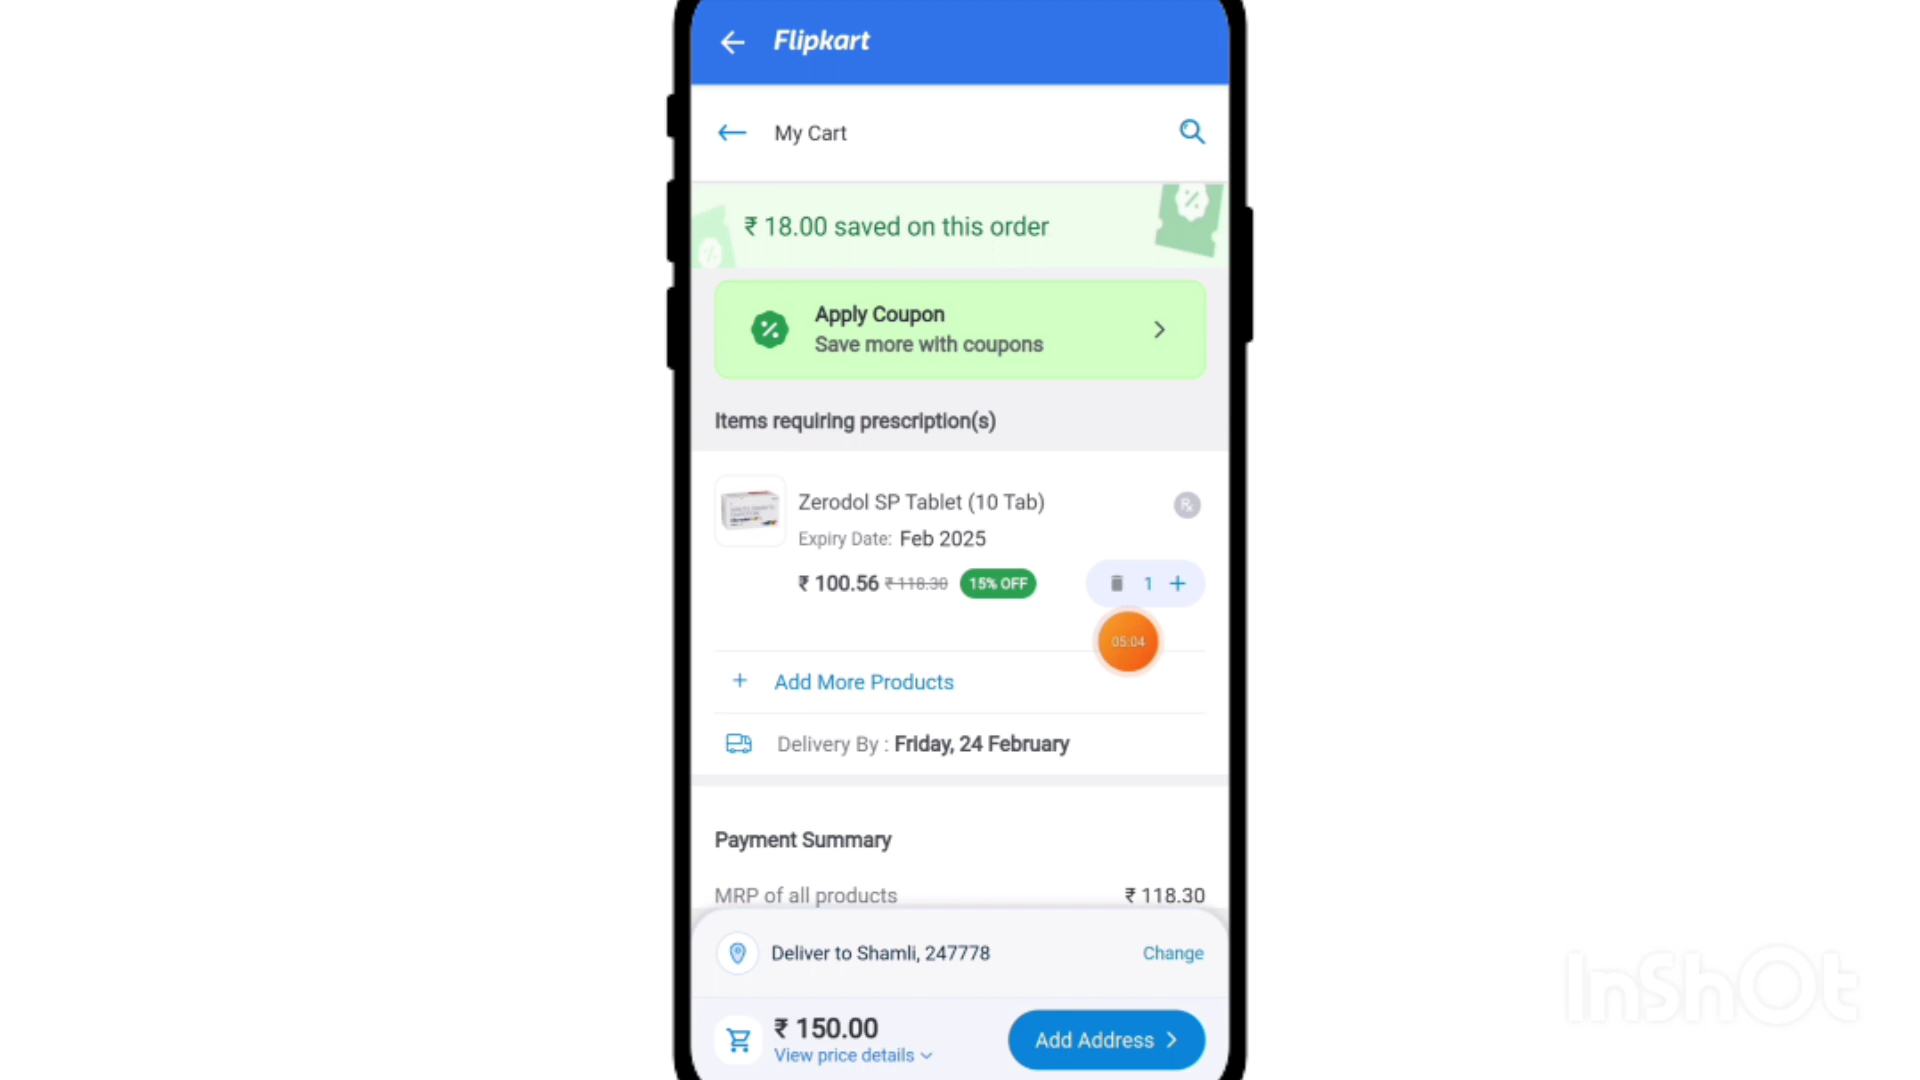 Flipkart
My Cart
₹ 18.00 saved on this order
Apply Coupon
Save more with coupons
Items requiring prescription(s)
Zerodol SP Tablet (10 Tab)
Expiry Date: Feb 2025
₹ 100.56 ₹ 118.30 15% OFF
1 +
05:04
+ Add More Products
Delivery By : Friday, 24 February
Payment Summary
MRP of all products ₹ 118.30
Deliver to Shamli, 247778 Change
₹ 150.00
View price details
Add Address
InShOt